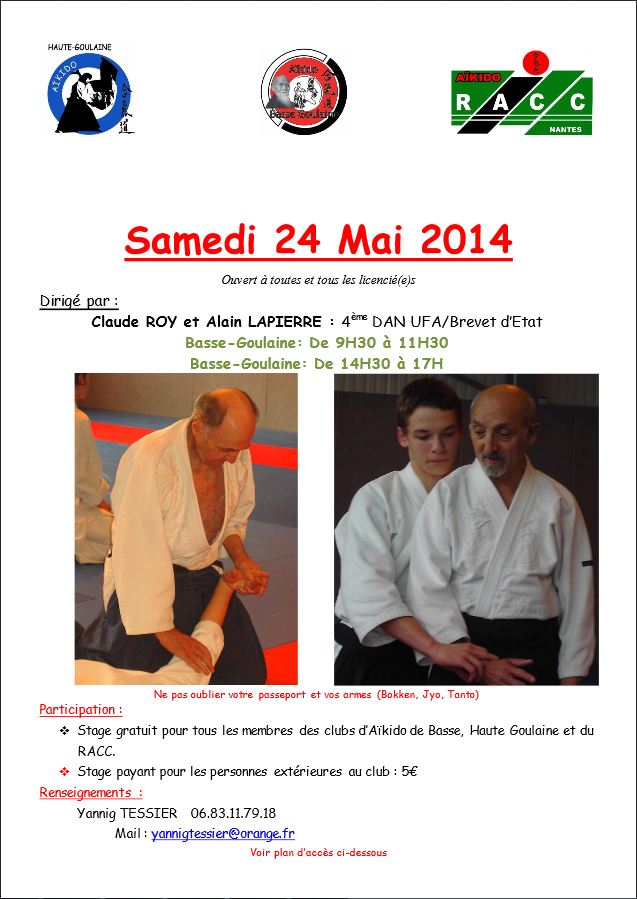 HAUTE-GOULAINE
AÏKIDO
Aïkido
Basse Goulaine
AÏKIDO
RACC
NANTES
Samedi 24 Mai 2014
Ouvert à toutes et tous les licencié(e)s
Dirigé par :
Claude ROY et Alain LAPIERRE : 4ème DAN UFA/Brevet d’Etat
Basse-Goulaine: De 9H30 à 11H30
Basse-Goulaine: De 14H30 à 17H
Ne pas oublier votre passeport et vos armes (Bokken, Jyo, Tanto)
Participation :
❖ Stage gratuit pour tous les membres des clubs d’Aïkido de Basse, Haute Goulaine et du
RACC.
❖ Stage payant pour les personnes extérieures au club : 5€
Renseignements :
Yannig TESSIER 06.83.11.79.18
Mail : yannigtessier@orange.fr
Voir plan d’accès ci-dessous